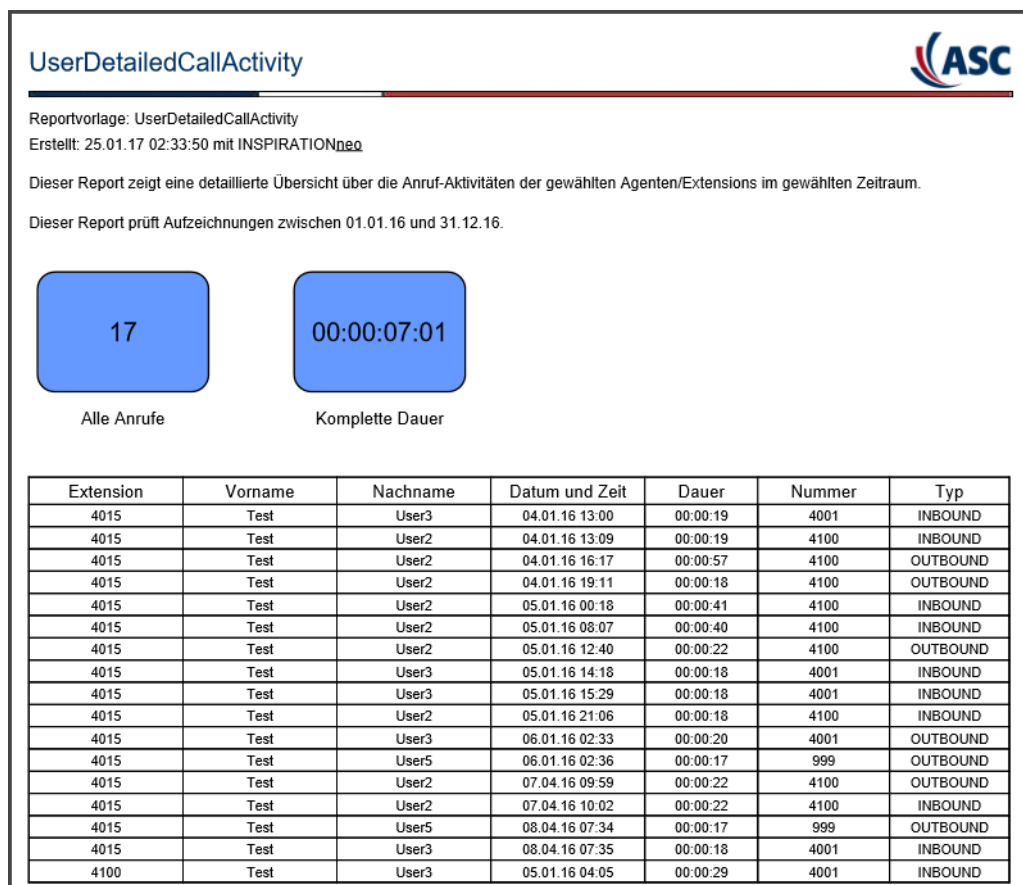 UserDetailedCallActivity
ASC
Reportvorlage: UserDetailedCallActivity
Erstellt: 25.01.17 02:33:50 mit INSPIRATIONneo
Dieser Report zeigt eine detaillierte Übersicht über die Anruf-Aktivitäten der gewählten Agenten/Extensions im gewählten Zeitraum.
Dieser Report prüft Aufzeichnungen zwischen 01.01.16 und 31.12.16.
17 00:00:07:01
Alle Anrufe Komplette Dauer
Extension Vorname Nachname Datum und Zeit Dauer Nummer Typ
4015 Test User3 04.01.16 13:00 00:00:19 4001 INBOUND
4015 Test User2 04.01.16 13:09 00:00:19 4100 INBOUND
4015 Test User2 04.01.16 16:17 00:00:57 4100 OUTBOUND
4015 Test User2 04.01.16 19:11 00:00:18 4100 OUTBOUND
4015 Test User2 05.01.16 00:18 00:00:41 4100 INBOUND
4015 Test User2 05.01.16 08:07 00:00:40 4100 INBOUND
4015 Test User2 05.01.16 12:40 00:00:22 4100 OUTBOUND
4015 Test User3 05.01.16 14:18 00:00:18 4001 INBOUND
4015 Test User3 05.01.16 15:29 00:00:18 4001 INBOUND
4015 Test User2 05.01.16 21:06 00:00:18 4100 INBOUND
4015 Test User3 06.01.16 02:33 00:00:20 4001 OUTBOUND
4015 Test User5 06.01.16 02:36 00:00:17 999 OUTBOUND
4015 Test User2 07.04.16 09:59 00:00:22 4100 OUTBOUND
4015 Test User2 07.04.16 10:02 00:00:22 4100 INBOUND
4015 Test User5 08.04.16 07:34 00:00:17 999 OUTBOUND
4015 Test User3 08.04.16 07:35 00:00:18 4001 INBOUND
4100 Test User3 05.01.16 04:05 00:00:29 4001 INBOUND